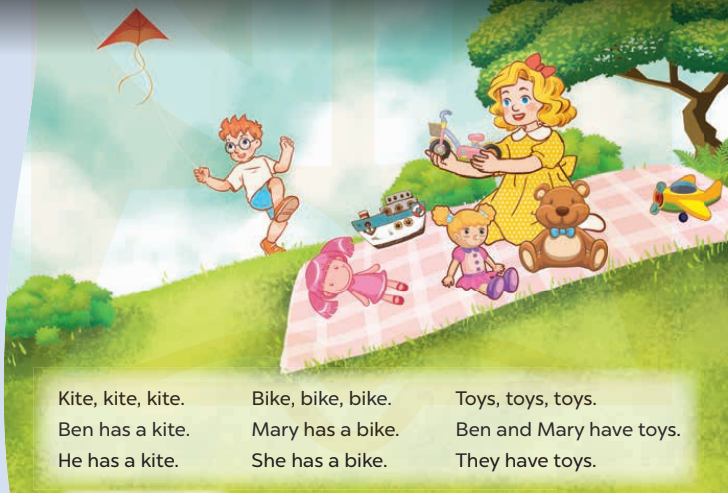 Kite, kite, kite.
Ben has a kite.
He has a kite.
Bike, bike, bike.
Mary has a bike.
She has a bike.
Toys, toys, toys.
Ben and Mary have toys.
They have toys.